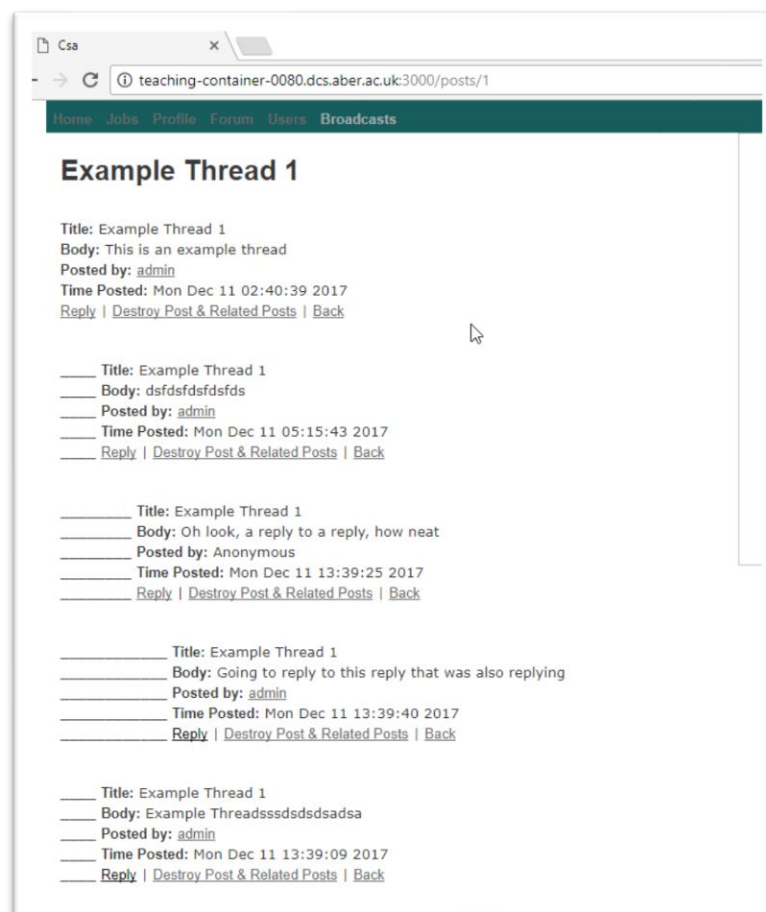 Csa
teaching-container-0080.dcs.aber.ac.uk:3000/posts/1
Home Jobs Profile Forum Users Broadcasts
Example Thread 1
Title: Example Thread 1
Body: This is an example thread
Posted by: admin
Time Posted: Mon Dec 11 02:40:39 2017
Reply | Destroy Post & Related Posts | Back
____ Title: Example Thread 1
____ Body: dsfdsfdsfdsfds
____ Posted by: admin
____ Time Posted: Mon Dec 11 05:15:43 2017
____ Reply | Destroy Post & Related Posts | Back
________ Title: Example Thread 1
________ Body: Oh look, a reply to a reply, how neat
________ Posted by: Anonymous
________ Time Posted: Mon Dec 11 13:39:25 2017
________ Reply | Destroy Post & Related Posts | Back
____________ Title: Example Thread 1
____________ Body: Going to reply to this reply that was also replying
____________ Posted by: admin
____________ Time Posted: Mon Dec 11 13:39:40 2017
____________ Reply | Destroy Post & Related Posts | Back
____ Title: Example Thread 1
____ Body: Example Threadsssdsdsdsadsa
____ Posted by: admin
____ Time Posted: Mon Dec 11 13:39:09 2017
____ Reply | Destroy Post & Related Posts | Back